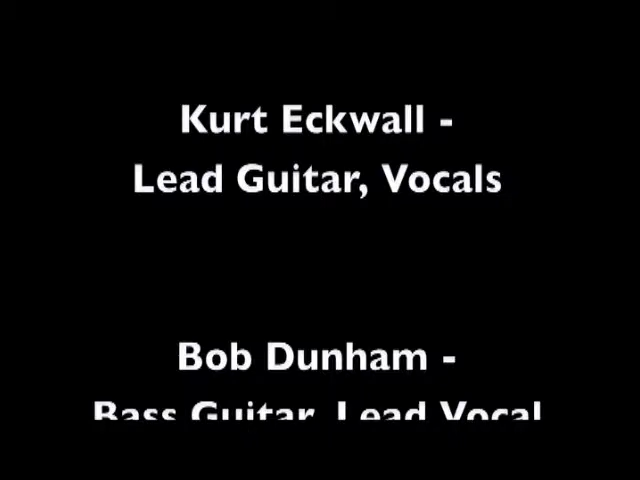 Kurt Eckwall -
Lead Guitar, Vocals
Bob Dunham -
Bass Guitar, Lead Vocal